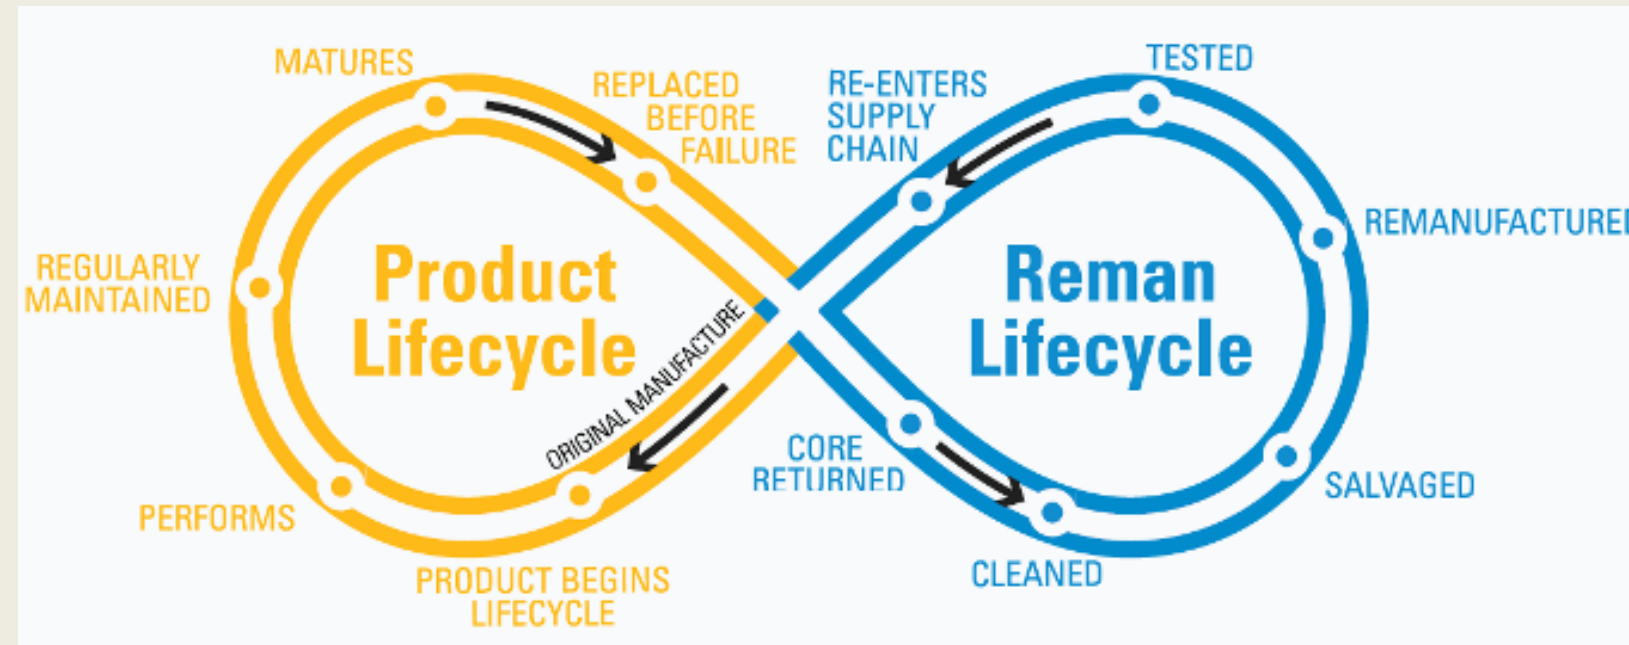 MATURES
REPLACED
BEFORE
FAILURE
RE-ENTERS
SUPPLY
CHAIN
TESTED
REMANUFACTURED
REGULARLY
MAINTAINED
Product
Lifecycle
Reman
Lifecycle
ORIGINAL MANUFACTURE
CORE
RETURNED
SALVAGED
PERFORMS
PRODUCT BEGINS
LIFECYCLE
CLEANED